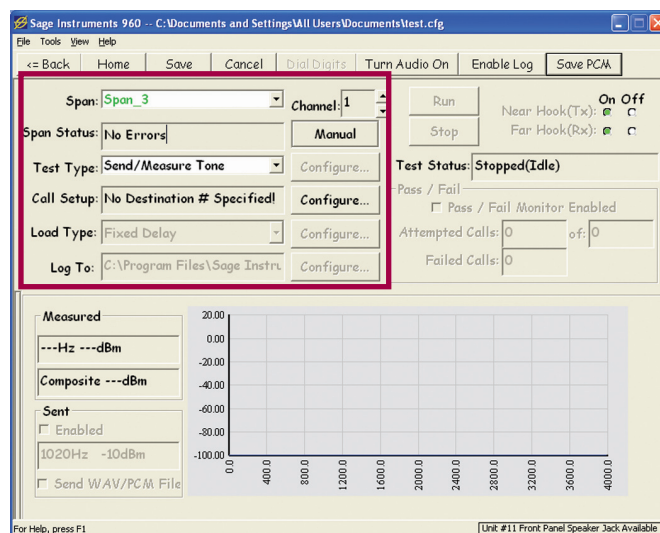 Sage Instruments 960 -- C:\Documents and Settings\All Users\Documents\test.cfg
File Tools View Help
<= Back Home Save Cancel Dial Digits Turn Audio On Enable Log Save PCM
Span: Span_3 Channel: 1 Run On Off
Near Hook(Tx):
Span Status: No Errors Manual Stop Far Hook(Rx):
Test Type: Send/Measure Tone Configure... Test Status: Stopped(Idle)
Pass / Fail
Call Setup: No Destination # Specified! Configure... Pass / Fail Monitor Enabled
Load Type: Fixed Delay Configure... Attempted Calls: 0 of: 0
Log To: C:\Program Files\Sage Instru Configure... Failed Calls: 0
Measured
---Hz ---dBm
Composite ---dBm
Sent
Enabled
1020Hz -10dBm
Send WAV/PCM File
20.00
0.00
-20.00
-40.00
-60.00
-80.00
-100.00
0.0 400.0 800.0 1200.0 1600.0 2000.0 2400.0 2800.0 3200.0 3600.0 4000.0
For Help, press F1 Unit #11 Front Panel Speaker Jack Available